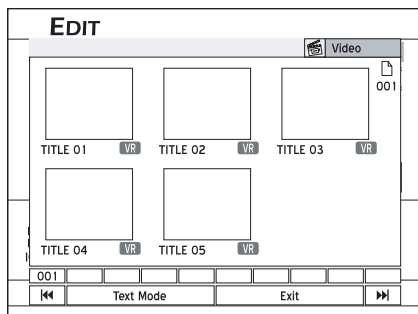 EDIT
Video
001
TITLE 01 VR TITLE 02 VR TITLE 03 VR
TITLE 04 VR TITLE 05 VR
001
Text Mode Exit